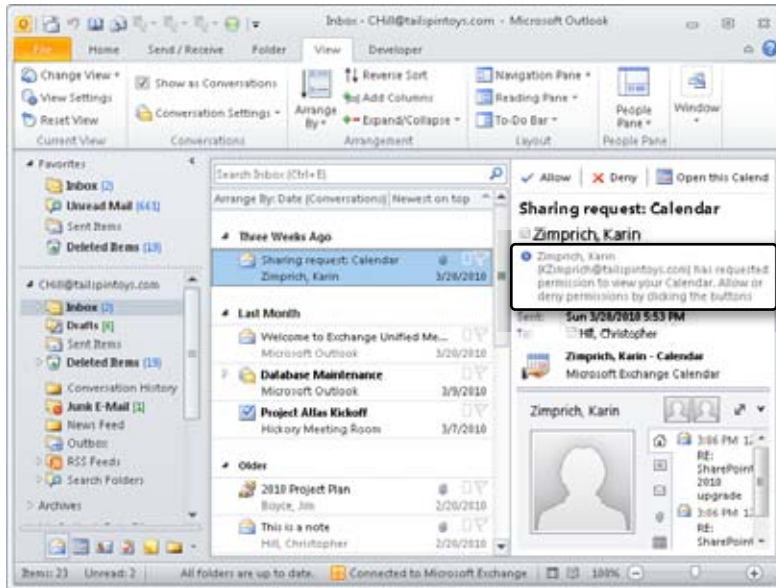 Inbox - CHill@tailspintoys.com - Microsoft Outlook
File Home Send / Receive Folder View Developer
Change View
View Settings
Reset View
Current View
Show as Conversations
Conversation Settings
Conversations
Arrange By
Reverse Sort
Add Columns
Expand/Collapse
Arrangement
Navigation Pane
Reading Pane
To-Do Bar
Layout
People Pane
People Pane
Window
Favorites
Inbox (2)
Unread Mail
Sent Items
Deleted Items (19)
CHill@tailspintoys.com
Inbox (2)
Drafts [6]
Sent Items
Deleted Items (19)
Conversation History
Junk E-Mail [1]
News Feed
Outbox
RSS Feeds
Search Folders
Archives
Search Inbox (Ctrl+E)
Arrange By: Date (Conversations) Newest on top
Three Weeks Ago
Sharing request: Calendar
Zimprich, Karin 3/28/2010
Last Month
Welcome to Exchange Unified Me...
Microsoft Outlook 3/20/2010
Database Maintenance
Microsoft Outlook 3/9/2010
Project Atlas Kickoff
Hickory Meeting Room 3/7/2010
Older
2010 Project Plan
Boyce, Jim 2/20/2010
This is a note
Hill, Christopher 2/20/2010
Allow Deny Open this Calend
Sharing request: Calendar
Zimprich, Karin
Zimprich, Karin
(KZimprich@tailspintoys.com) has requested
permission to view your Calendar. Allow or
deny permissions by clicking the buttons
Sent: Sun 3/28/2010 5:53 PM
To: Hill, Christopher
Zimprich, Karin - Calendar
Microsoft Exchange Calendar
Zimprich, Karin
3:06 PM
RE:
SharePoint
2010
upgrade
3:06 PM
RE:
SharePoint
Items: 23 Unread: 2 All folders are up to date. Connected to Microsoft Exchange 100%